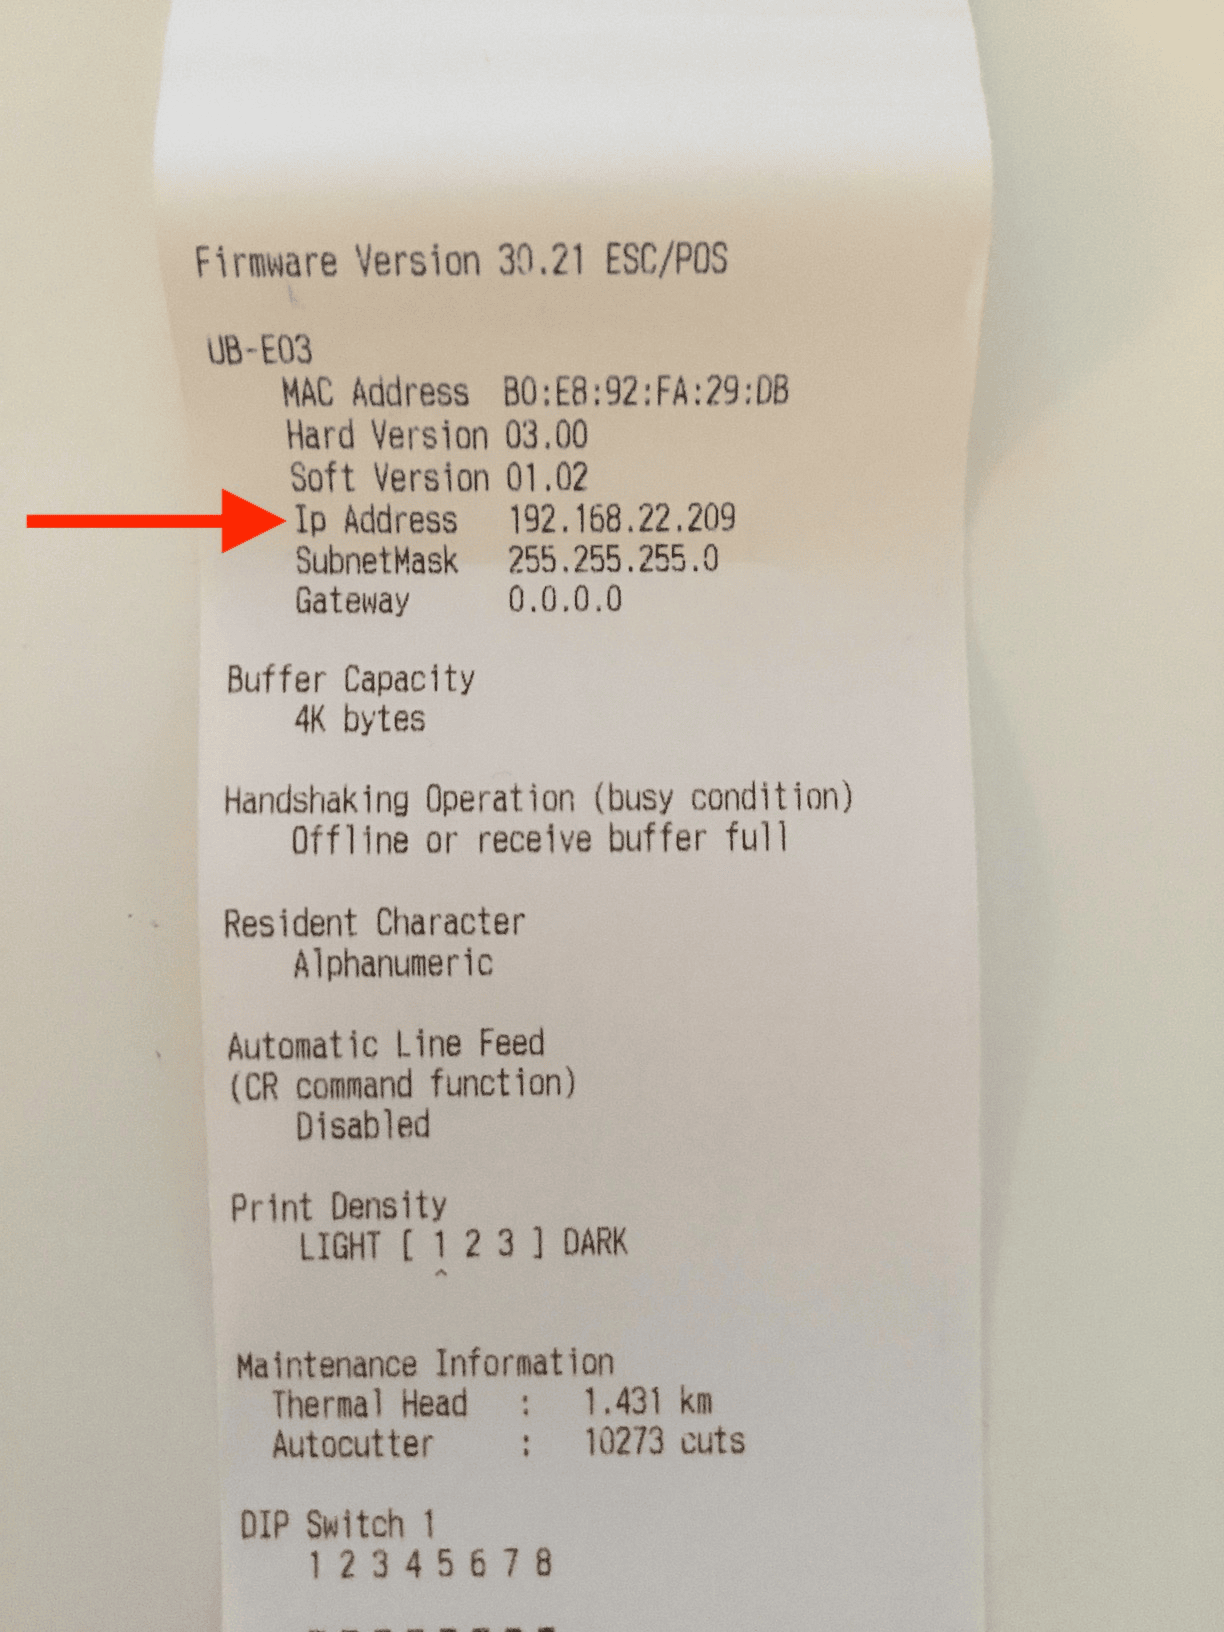 Firmware Version 30.21 ESC/POS
UB-E03
MAC Address B0:E8:92:FA:29:DB
Hard Version 03.00
Soft Version 01.02
Ip Address 192.168.22.209
SubnetMask 255.255.255.0
Gateway 0.0.0.0
Buffer Capacity
4K bytes
Handshaking Operation (busy condition)
Offline or receive buffer full
Resident Character
Alphanumeric
Automatic Line Feed
(CR command function)
Disabled
Print Density
LIGHT [ 1 2 3 ] DARK
^
Maintenance Information
Thermal Head : 1.431 km
Autocutter : 10273 cuts
DIP Switch 1
1 2 3 4 5 6 7 8